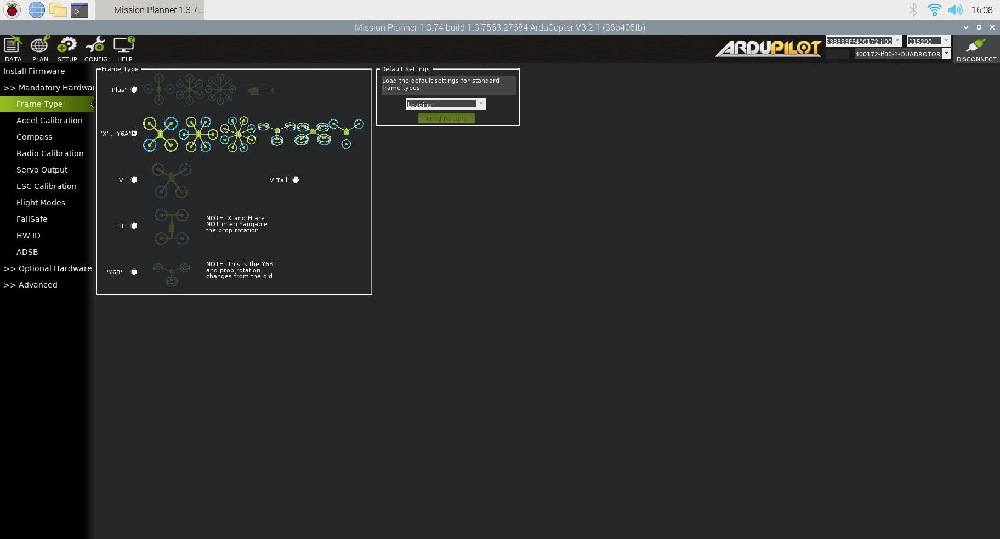 Mission Planner 1.3.7...
16:08
Mission Planner 1.3.74 build 1.3.7563.27684 ArduCopter V3.2.1 (36b405fb)
DATA
PLAN
SETUP
CONFIG
HELP
ARDUPILOT
538383FF400172-if00
115200
400172-if00-1-QUADROTOR
DISCONNECT
Install Firmware
>> Mandatory Hardwar
Frame Type
Accel Calibration
Compass
Radio Calibration
Servo Output
ESC Calibration
Flight Modes
FailSafe
HW ID
ADSB
>> Optional Hardware
>> Advanced
Frame Type
'Plus'
'X' , 'Y6A'
'V'
'V Tail'
'H'
NOTE: X and H are
NOT interchangable
the prop rotation
'Y6B'
NOTE: This is the Y6B
and prop rotation
changes from the old
Default Settings
Load the default settings for standard
frame types
Loading
Load Params